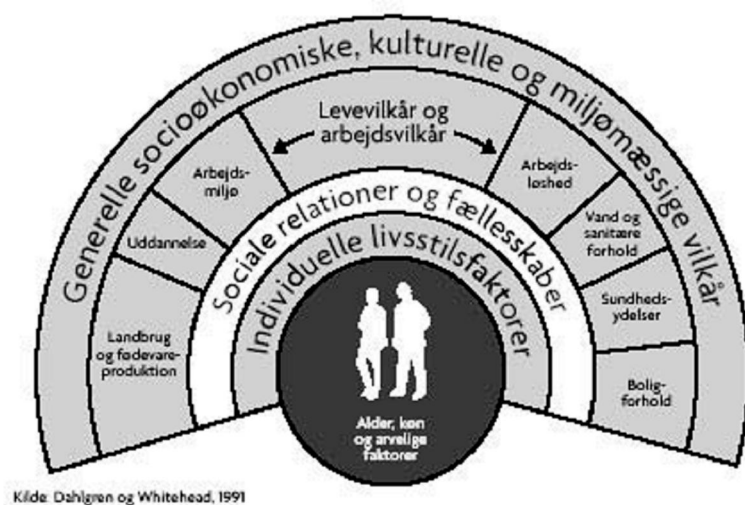 Generelle socioøkonomiske, kulturelle og miljømæssige vilkår
Levevilkår og
arbejdsvilkår
Arbejds-
miljø
Uddannelse
Landbrug
og fødevare-
produktion
Arbejds-
løshed
Vand og
sanitære
forhold
Sundheds-
ydelser
Bolig-
forhold
Sociale relationer og fællesskaber
Individuelle livsstilsfaktorer
Alder, køn
og arvelige
faktorer
Kilde: Dahlgren og Whitehead, 1991